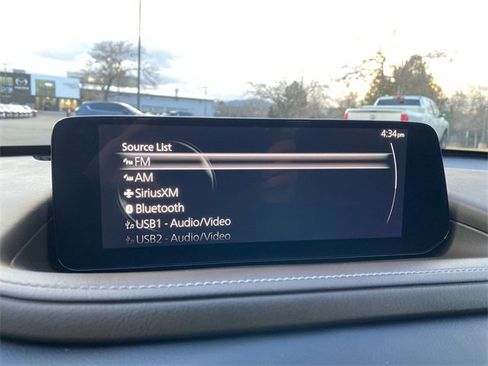 4:34pm
Source List
FM
AM
SiriusXM
Bluetooth
USB1 - Audio/Video
USB2 - Audio/Video